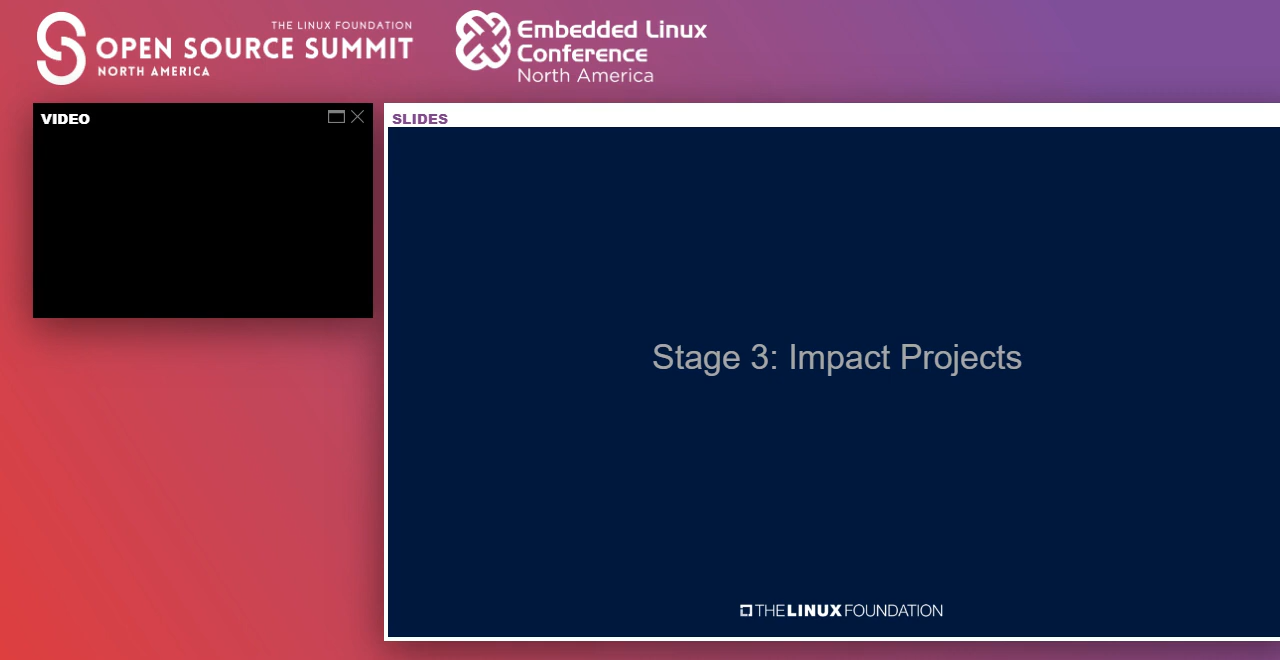 THE LINUX FOUNDATION
OPEN SOURCE SUMMIT
NORTH AMERICA
Embedded Linux
Conference
North America
VIDEO
SLIDES
Stage 3: Impact Projects
THE LINUX FOUNDATION